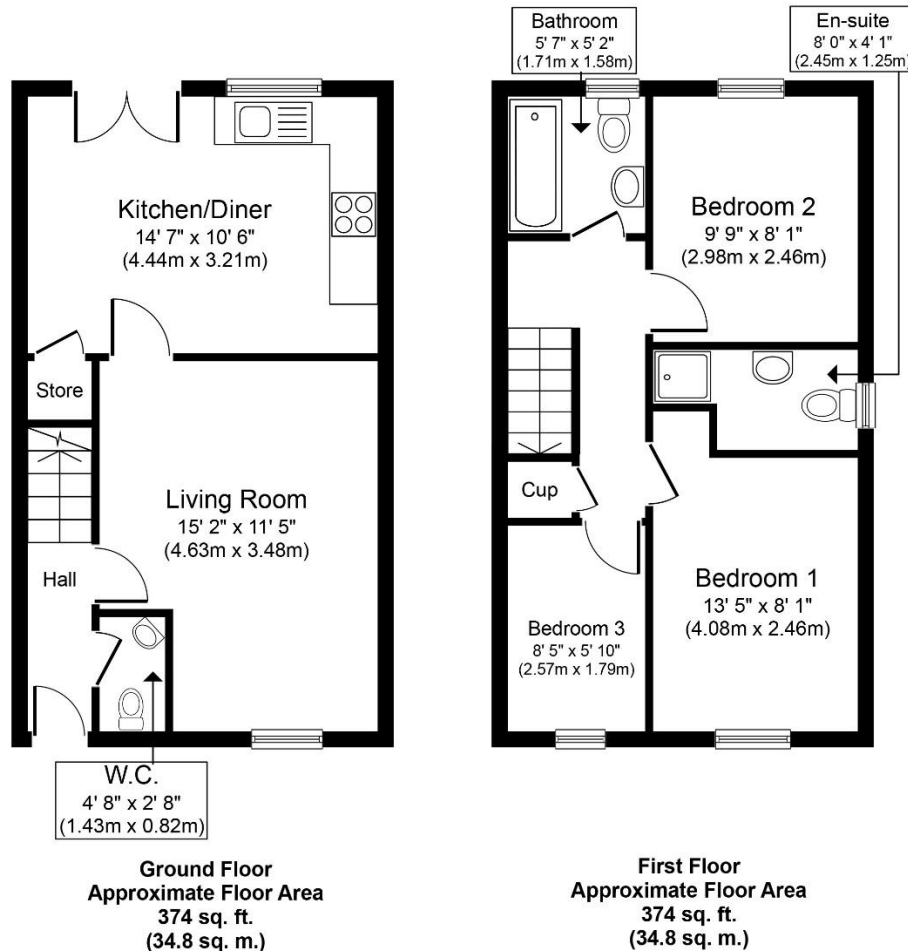 Bathroom
5' 7" x 5' 2"
(1.71m x 1.58m)
En-suite
8' 0" x 4' 1"
(2.45m x 1.25m)
Kitchen/Diner
14' 7" x 10' 6"
(4.44m x 3.21m)
Bedroom 2
9' 9" x 8' 1"
(2.98m x 2.46m)
Store
Living Room
15' 2" x 11' 5"
(4.63m x 3.48m)
Cup
Hall
Bedroom 1
13' 5" x 8' 1"
(4.08m x 2.46m)
Bedroom 3
8' 5" x 5' 10"
(2.57m x 1.79m)
W.C.
4' 8" x 2' 8"
(1.43m x 0.82m)
Ground Floor
Approximate Floor Area
374 sq. ft.
(34.8 sq. m.)
First Floor
Approximate Floor Area
374 sq. ft.
(34.8 sq. m.)